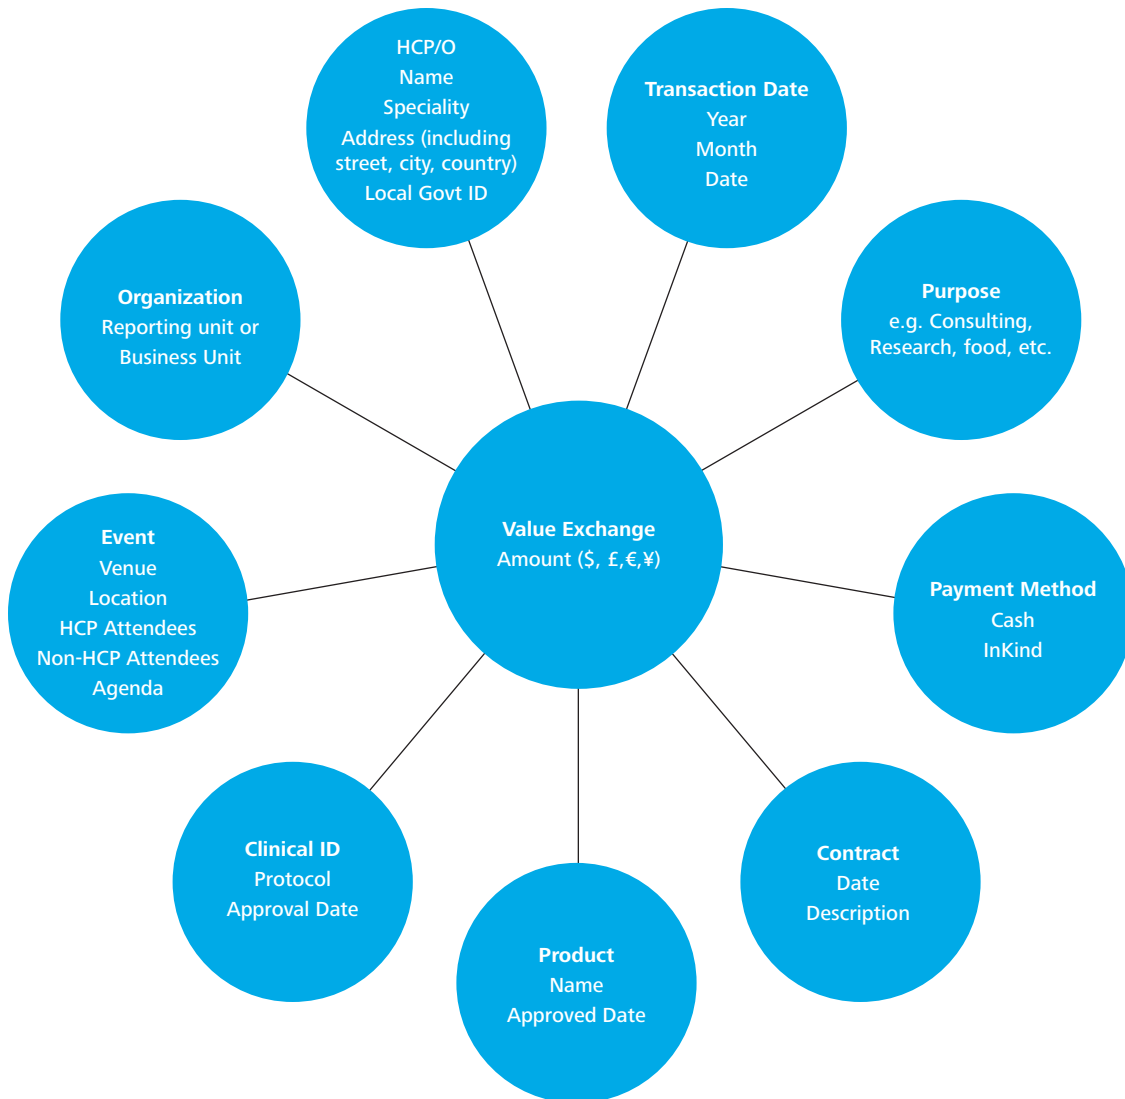 HCP/O
Name
Speciality
Address (including
street, city, country)
Local Govt ID
Transaction Date
Year
Month
Date
Organization
Reporting unit or
Business Unit
Purpose
e.g. Consulting,
Research, food, etc.
Value Exchange
Amount ($, £,€,¥)
Event
Venue
Location
HCP Attendees
Non-HCP Attendees
Agenda
Payment Method
Cash
InKind
Clinical ID
Protocol
Approval Date
Contract
Date
Description
Product
Name
Approved Date